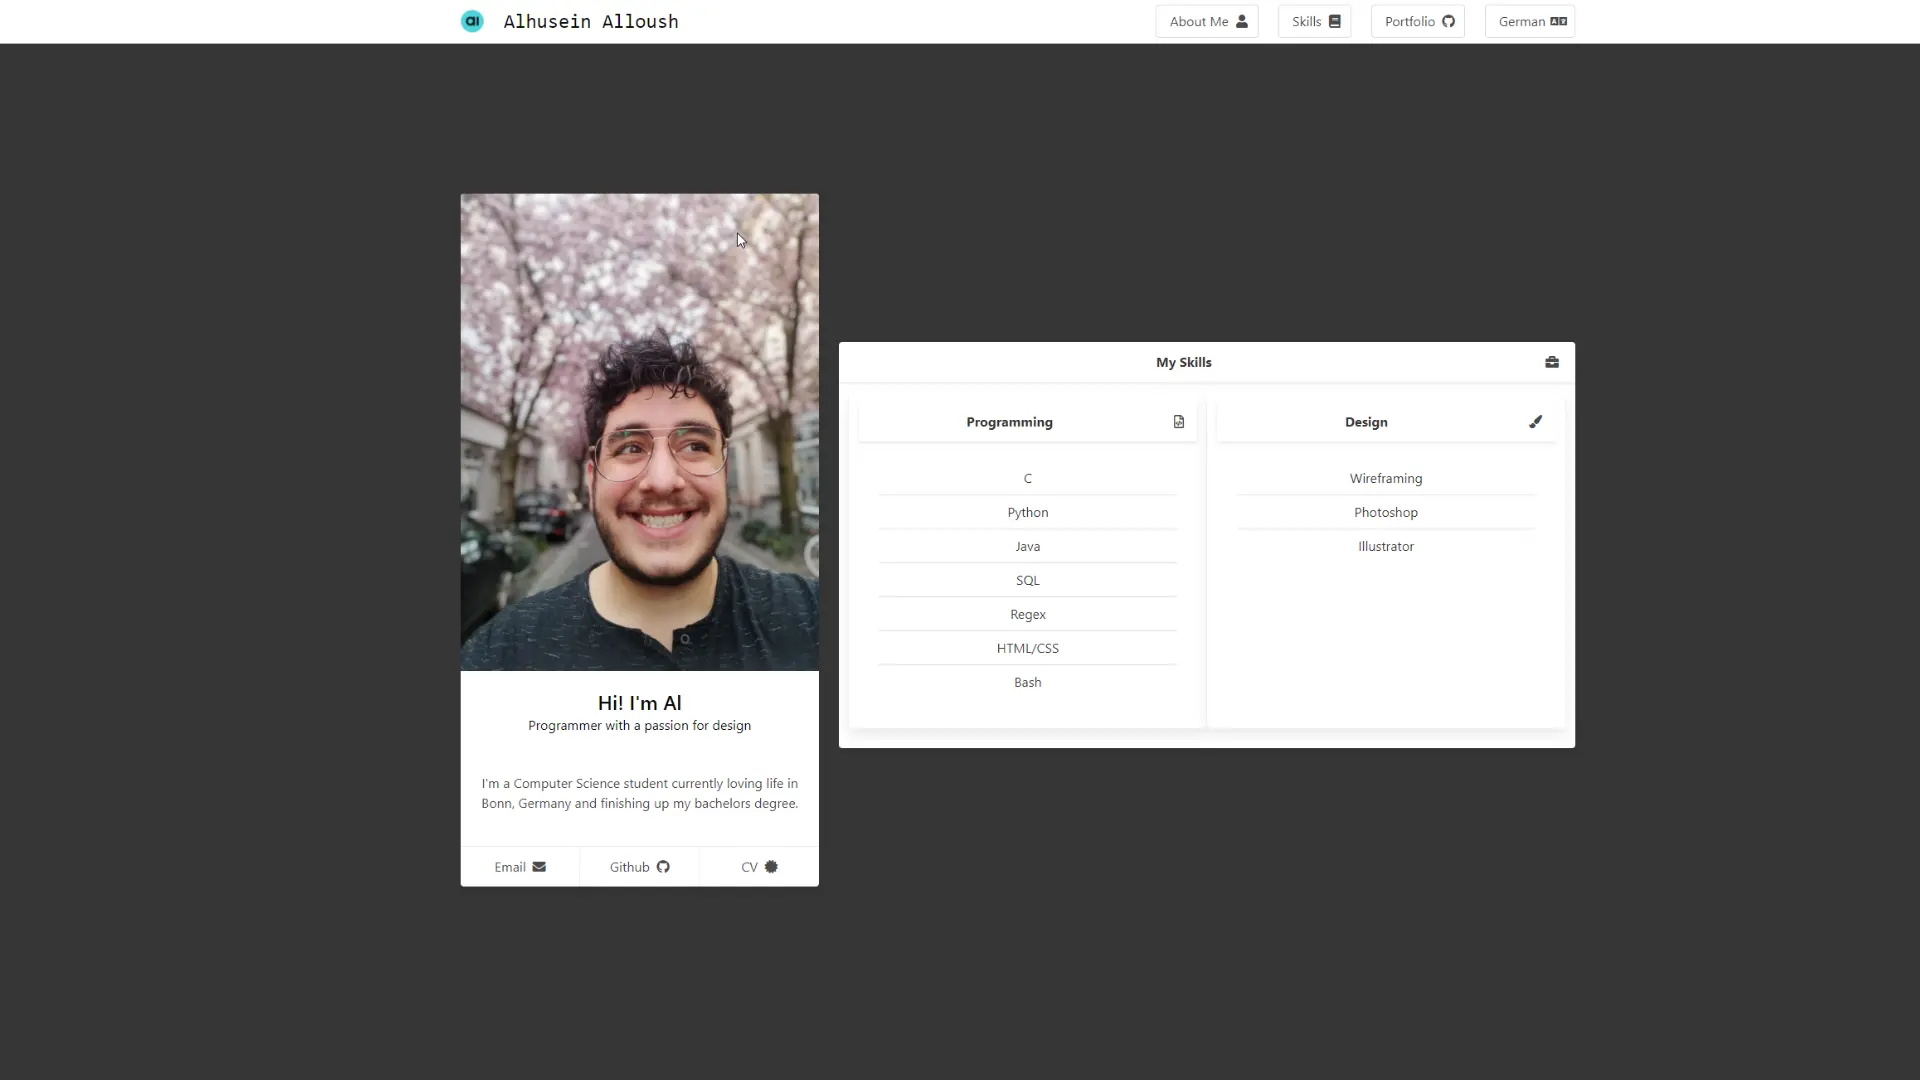 al
Alhusein Alloush
About Me
Skills
Portfolio
German
Hi! I'm Al
Programmer with a passion for design
I'm a Computer Science student currently loving life in
Bonn, Germany and finishing up my bachelors degree.
Email
Github
CV
My Skills
Programming
C
Python
Java
SQL
Regex
HTML/CSS
Bash
Design
Wireframing
Photoshop
Illustrator